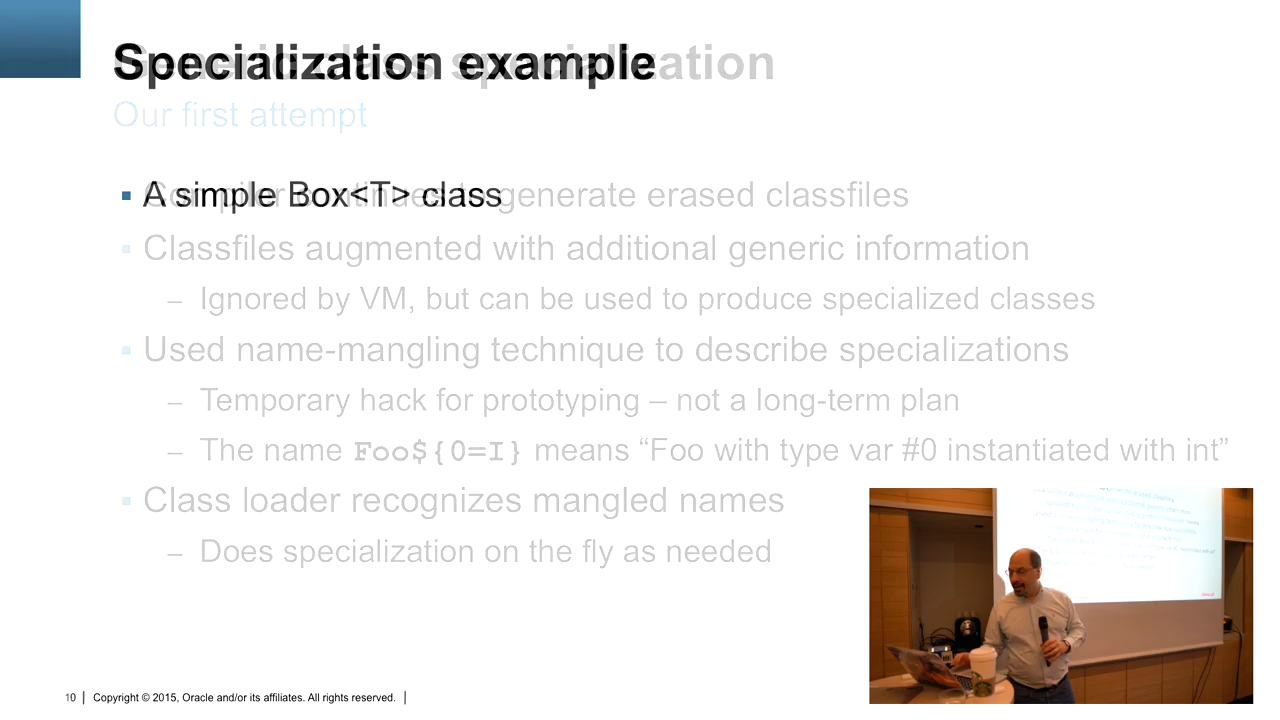 Specialization example
Generic class specialization
Our first attempt
A simple Box<T> class
Compiler continues to generate erased classfiles
Classfiles augmented with additional generic information
– Ignored by VM, but can be used to produce specialized classes
Used name-mangling technique to describe specializations
– Temporary hack for prototyping – not a long-term plan
– The name Foo${0=I} means “Foo with type var #0 instantiated with int”
Class loader recognizes mangled names
– Does specialization on the fly as needed
10 | Copyright © 2015, Oracle and/or its affiliates. All rights reserved. |